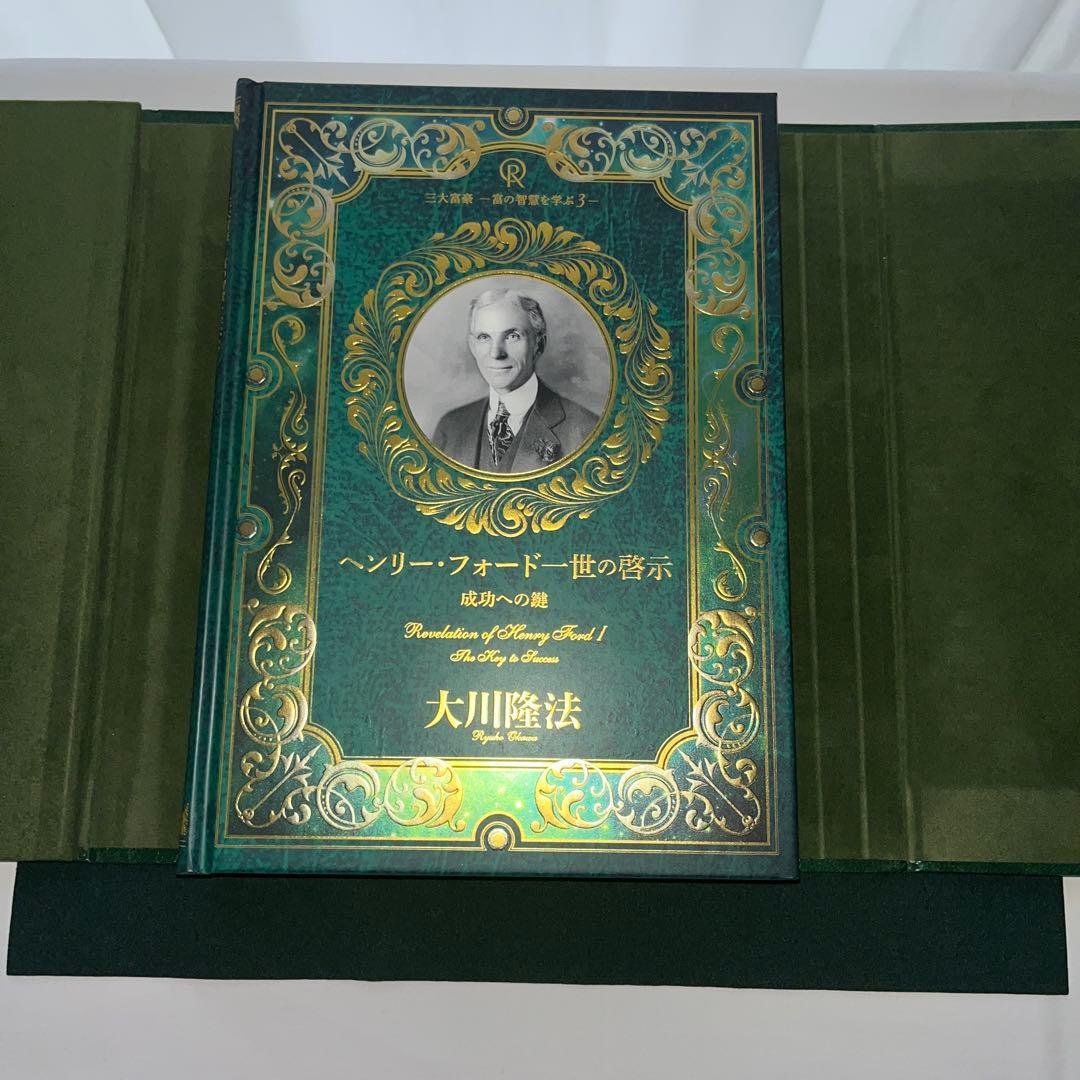 R
三大富豪 —富の智慧を学ぶ3—
ヘンリー・フォード一世の啓示
成功への鍵
Revelation of Henry Ford I
The Key to Success
大川隆法
Ryuho Okawa